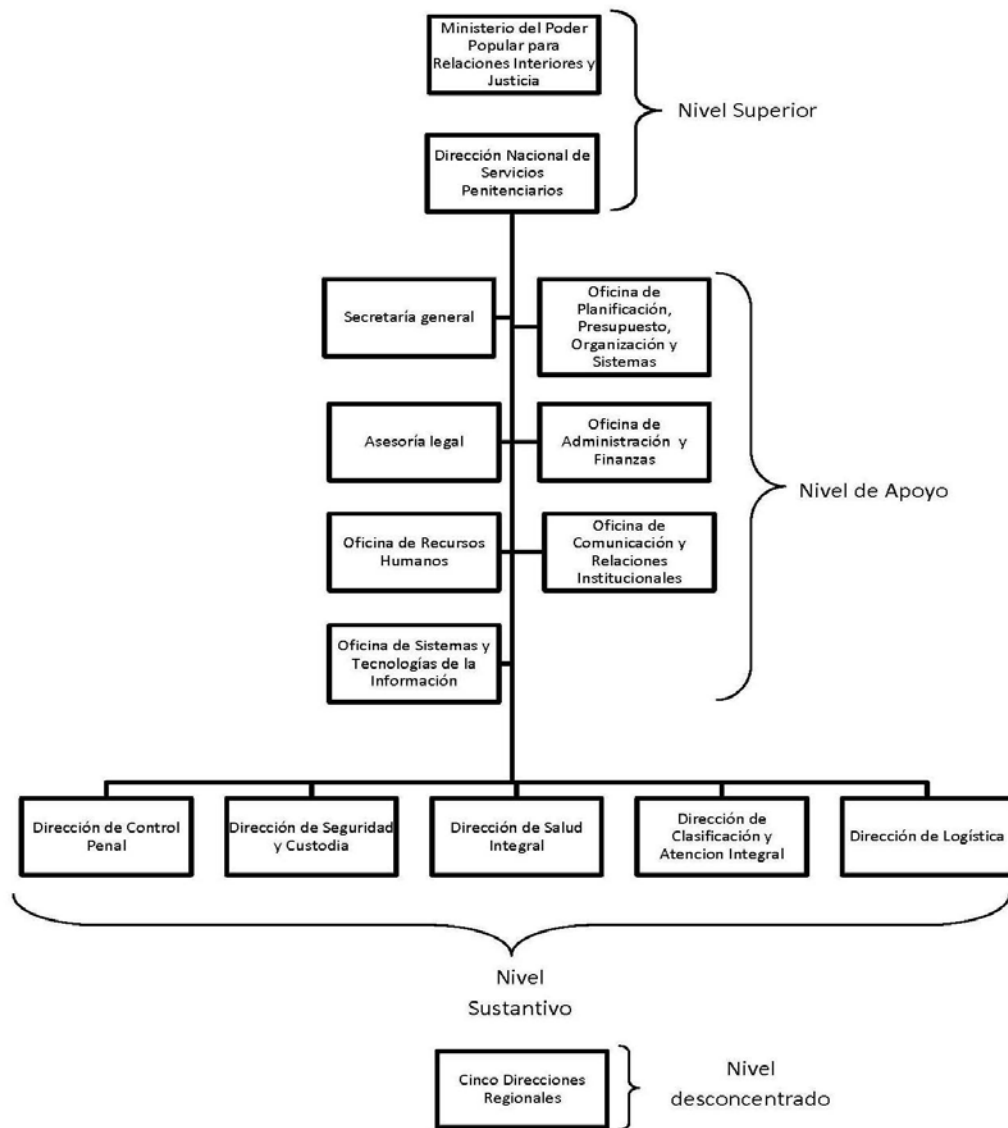 Ministerio del Poder
Popular para
Relaciones Interiores y
Justicia
Nivel Superior
Dirección Nacional de
Servicios
Penitenciarios
Secretaría general
Oficina de
Planificación,
Presupuesto,
Organización y
Sistemas
Asesoría legal
Oficina de
Administración y
Finanzas
Nivel de Apoyo
Oficina de Recursos
Humanos
Oficina de
Comunicación y
Relaciones
Institucionales
Oficina de Sistemas y
Tecnologías de la
Información
Dirección de Control
Penal
Dirección de Seguridad
y Custodia
Dirección de Salud
Integral
Dirección de
Clasificación y
Atencion Integral
Dirección de Logística
Nivel
Sustantivo
Cinco Direcciones
Regionales
Nivel
desconcentrado